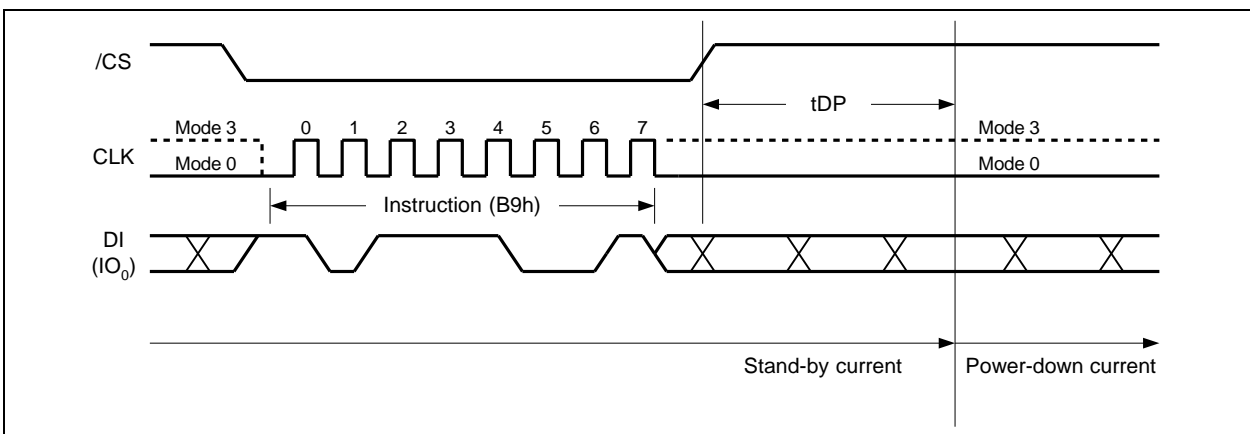 /CS
tDP
Mode 3 0 1 2 3 4 5 6 7 Mode 3
CLK
Mode 0 Mode 0
Instruction (B9h)
DI
(IO0)
Stand-by current Power-down current